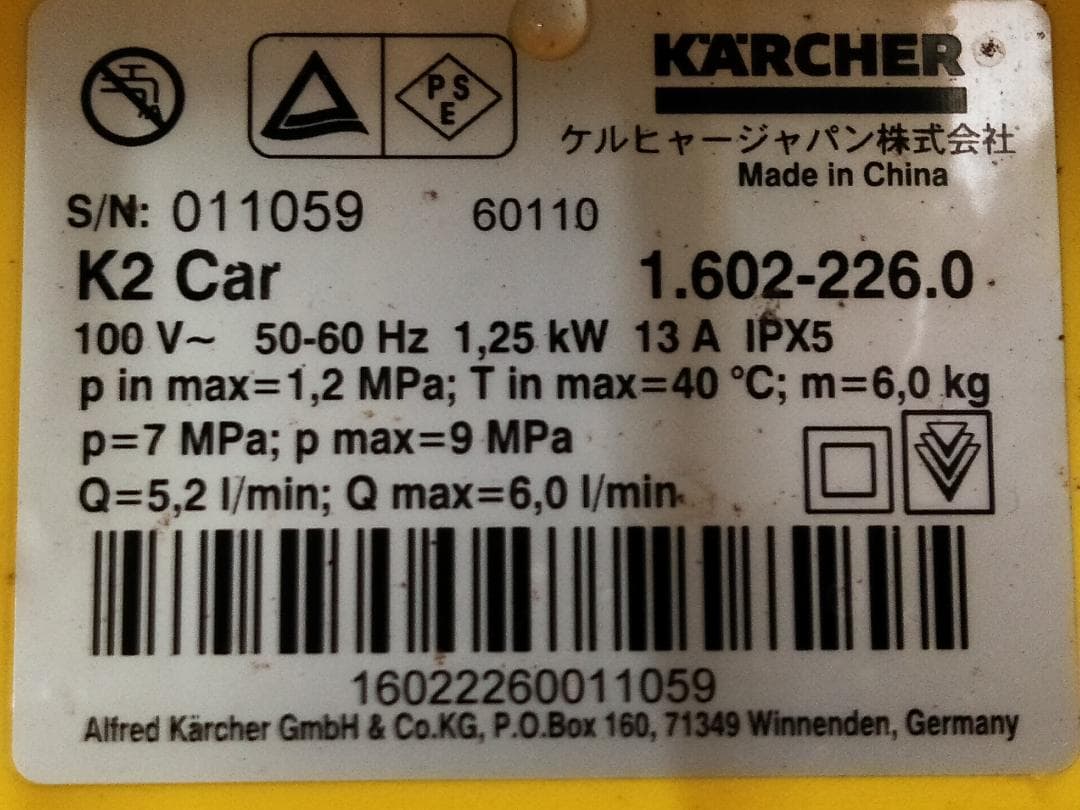 P S
E
KÄRCHER
ケルヒャージャパン株式会社
Made in China
S/N: 011059 60110
K2 Car 1.602-226.0
100 V~ 50-60 Hz 1,25 kW 13 A IPX5
p in max=1,2 MPa; T in max=40 °C; m=6,0 kg
p=7 MPa; p max=9 MPa
Q=5,2 l/min; Q max=6,0 l/min
16022260011059
Alfred Kärcher GmbH & Co.KG, P.O.Box 160, 71349 Winnenden, Germany